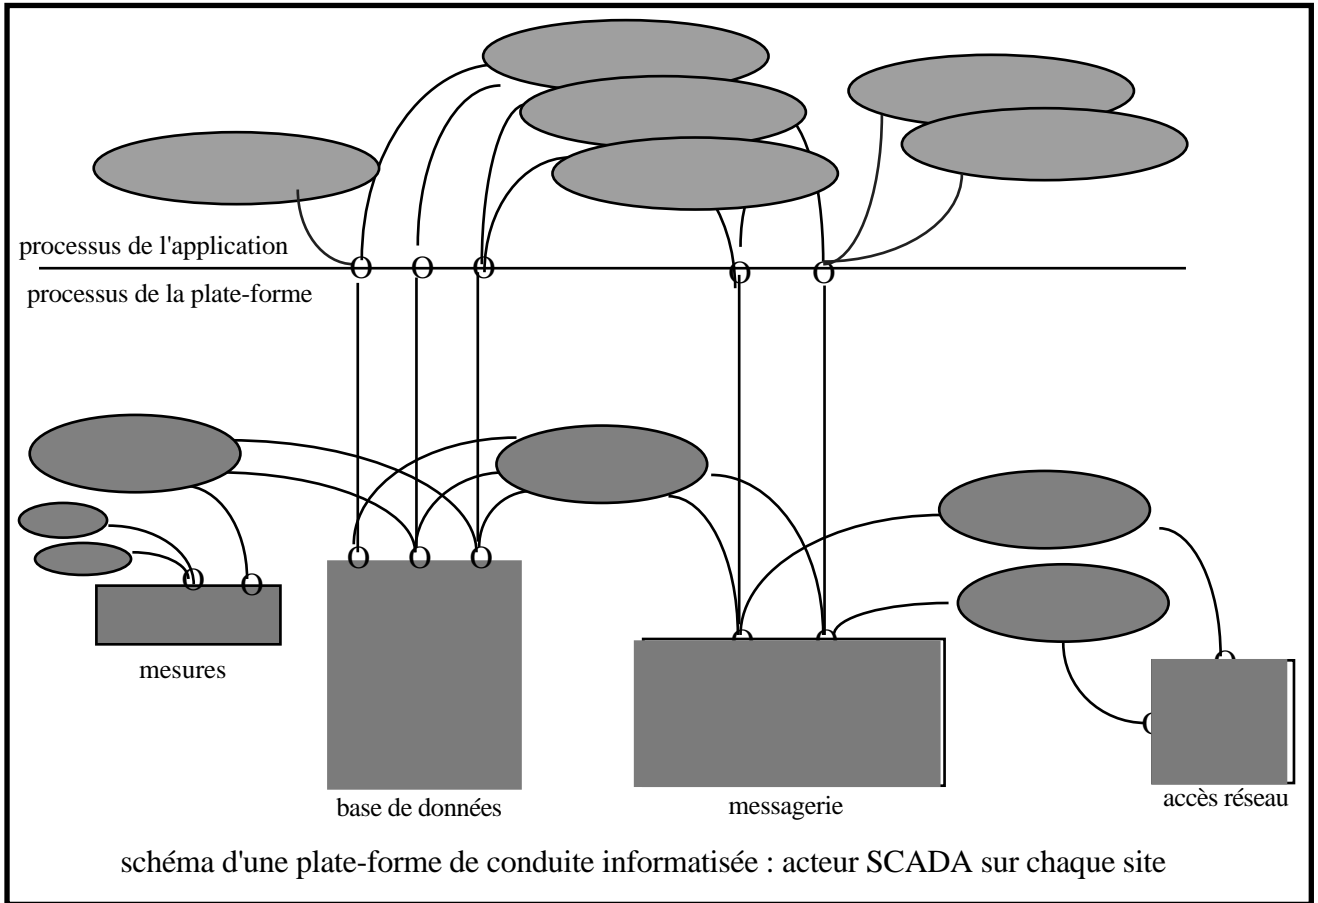 processus de l'application
processus de la plate-forme
mesures
base de données
messagerie
accès réseau
schéma d'une plate-forme de conduite informatisée : acteur SCADA sur chaque site